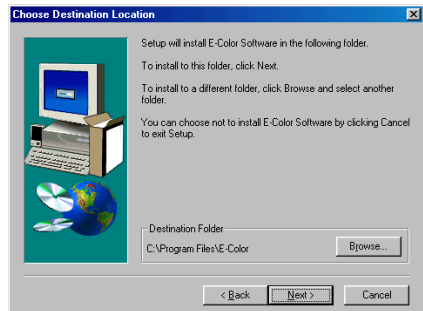 Choose Destination Location
Setup will install E-Color Software in the following folder.
To install to this folder, click Next.
To install to a different folder, click Browse and select another
folder.
You can choose not to install E-Color Software by clicking Cancel
to exit Setup.
Destination Folder
C:\Program Files\E-Color
Browse...
< Back
Next >
Cancel